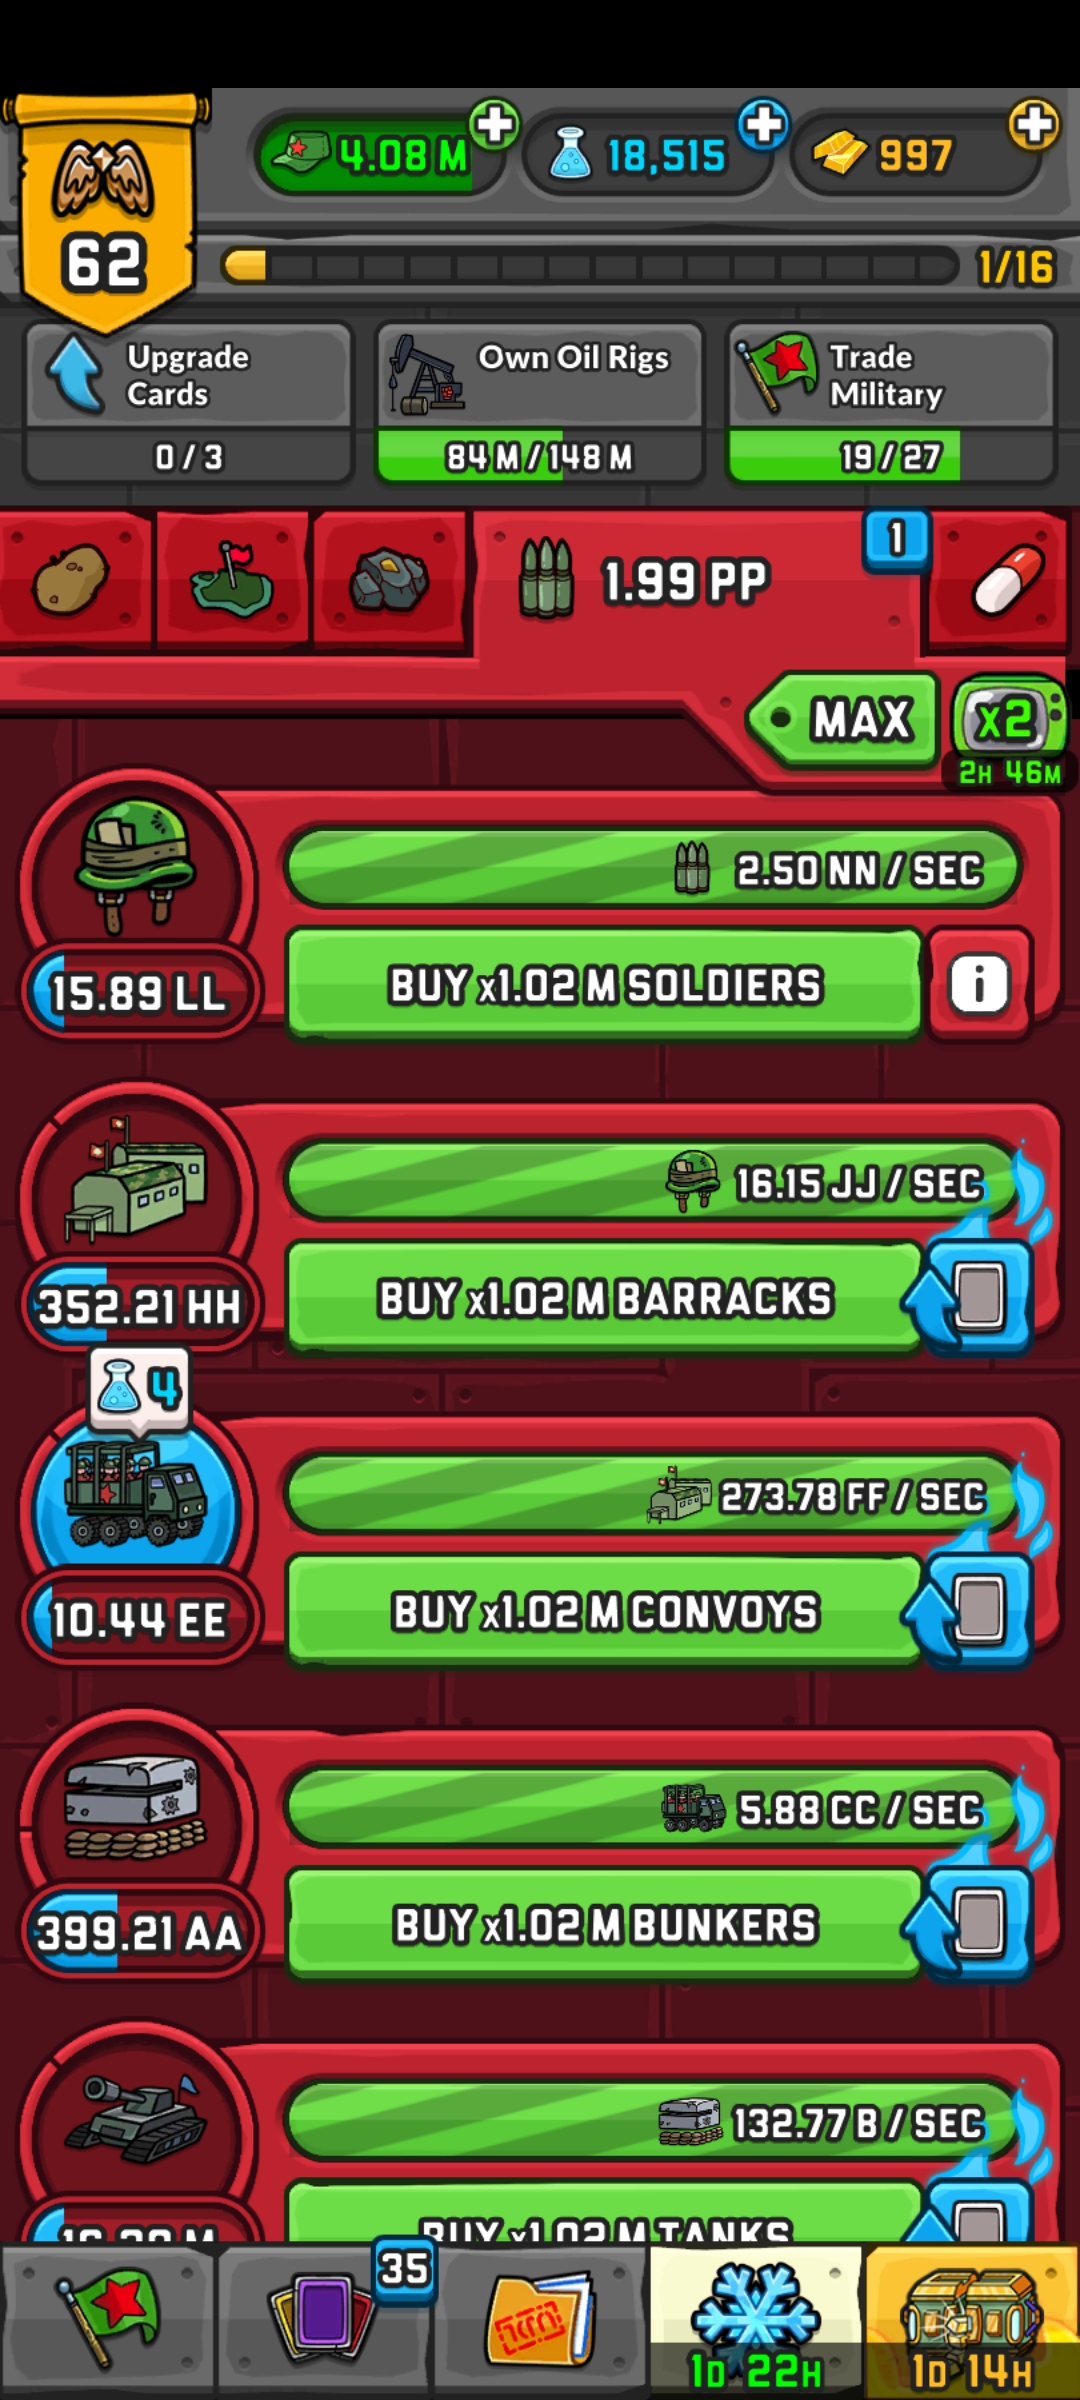 62
4.08 M
18,515
997
1/16
Upgrade
Cards
0 / 3
Own Oil Rigs
84 M / 148 M
Trade
Military
19 / 27
1.99 PP
1
MAX
x2
2H 46M
2.50 NN / SEC
15.89 LL
BUY x1.02 M SOLDIERS
i
16.15 JJ / SEC
352.21 HH
BUY x1.02 M BARRACKS
4
273.78 FF / SEC
10.44 EE
BUY x1.02 M CONVOYS
5.88 CC / SEC
399.21 AA
BUY x1.02 M BUNKERS
132.77 B / SEC
BUY x1.02 M TANKS
35
1D 22H
1D 14H